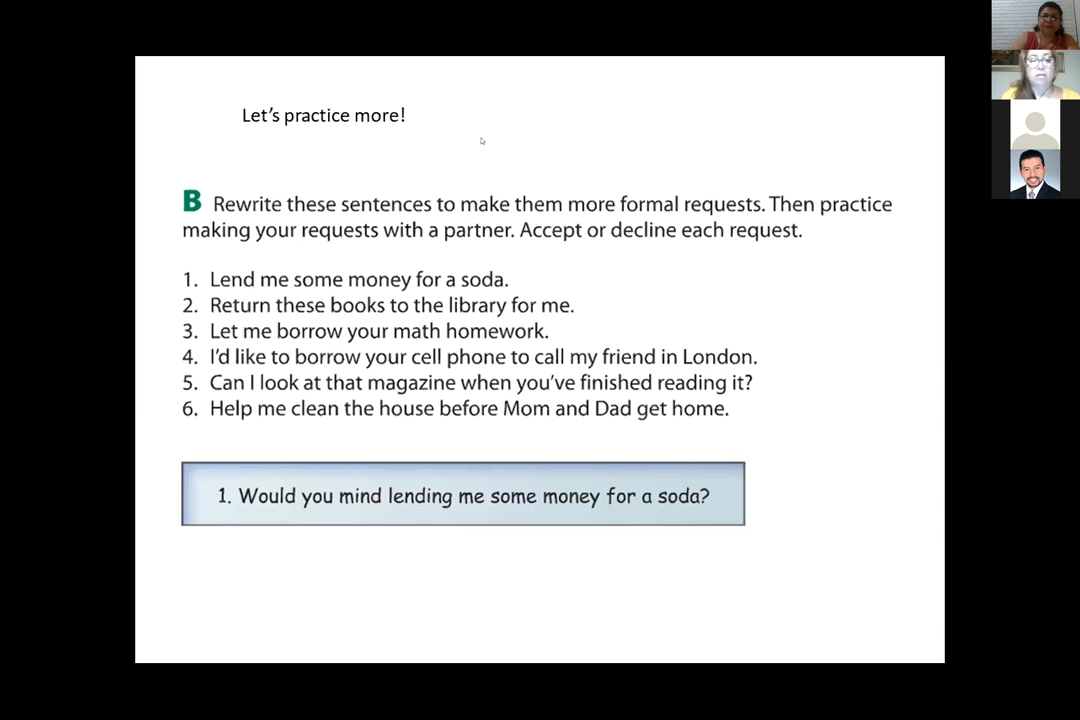 Let's practice more!
B Rewrite these sentences to make them more formal requests. Then practice
making your requests with a partner. Accept or decline each request.
1. Lend me some money for a soda.
2. Return these books to the library for me.
3. Let me borrow your math homework.
4. I'd like to borrow your cell phone to call my friend in London.
5. Can I look at that magazine when you've finished reading it?
6. Help me clean the house before Mom and Dad get home.
1. Would you mind lending me some money for a soda?